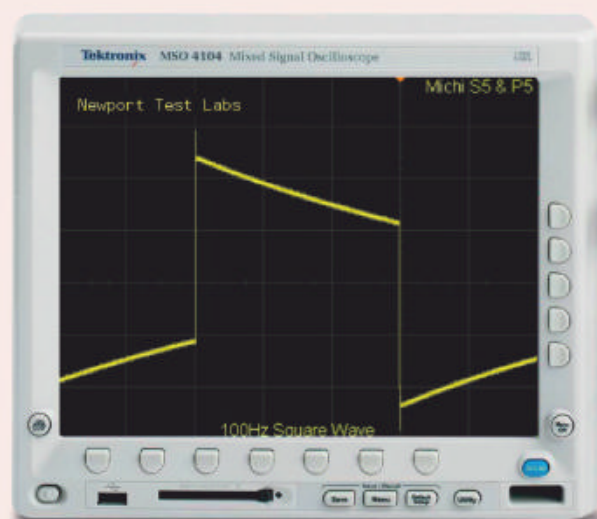 Tektronix MSO 4104 Mixed Signal Oscilloscope
Michi S5 & P5
Newport Test Labs
100Hz Square Wave
Save Menu Utility